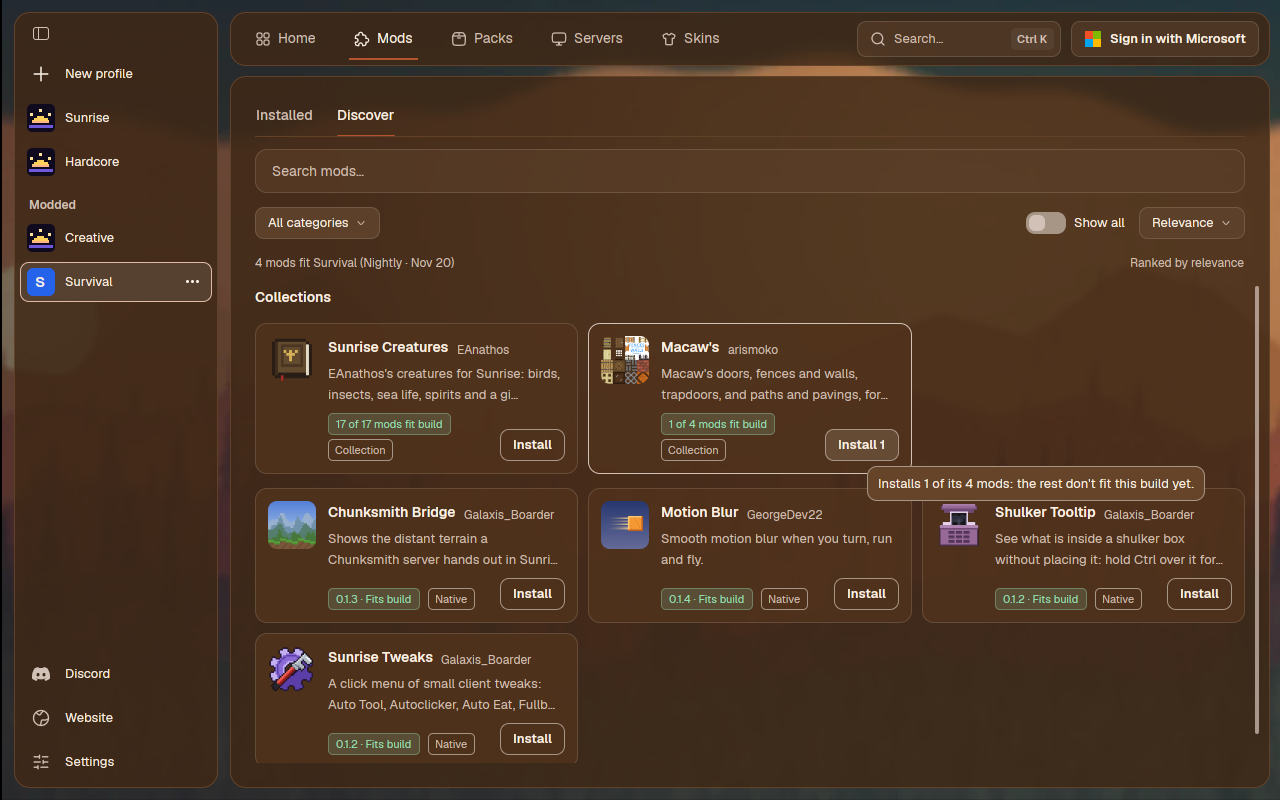 New profile
Sunrise
Hardcore
Modded
Creative
S Survival
Discord
Website
Settings
Home Mods Packs Servers Skins
Search... Ctrl K
Sign in with Microsoft
Installed Discover
Search mods...
All categories
Show all
Relevance
4 mods fit Survival (Nightly · Nov 20)
Ranked by relevance
Collections
Sunrise Creatures EAnathos
EAnathos's creatures for Sunrise: birds,
insects, sea life, spirits and a gi...
17 of 17 mods fit build
Collection
Install
Macaw's arismoko
Macaw's doors, fences and walls,
trapdoors, and paths and pavings, for...
1 of 4 mods fit build
Collection
Install 1
Installs 1 of its 4 mods: the rest don't fit this build yet.
Chunksmith Bridge Galaxis_Boarder
Shows the distant terrain a
Chunksmith server hands out in Sunri...
0.1.3 · Fits build Native
Install
Motion Blur GeorgeDev22
Smooth motion blur when you turn, run
and fly.
0.1.4 · Fits build Native
Install
Shulker Tooltip Galaxis_Boarder
See what is inside a shulker box
without placing it: hold Ctrl over it for...
0.1.2 · Fits build Native
Install
Sunrise Tweaks Galaxis_Boarder
A click menu of small client tweaks:
Auto Tool, Autoclicker, Auto Eat, Fullb...
0.1.2 · Fits build Native
Install